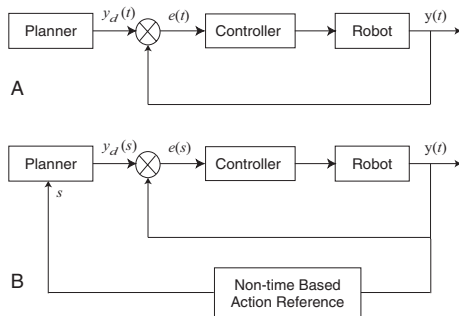 Planner
y_d(t)
e(t)
Controller
Robot
y(t)
A
Planner
y_d(s)
e(s)
Controller
Robot
y(t)
s
B
Non-time Based
Action Reference